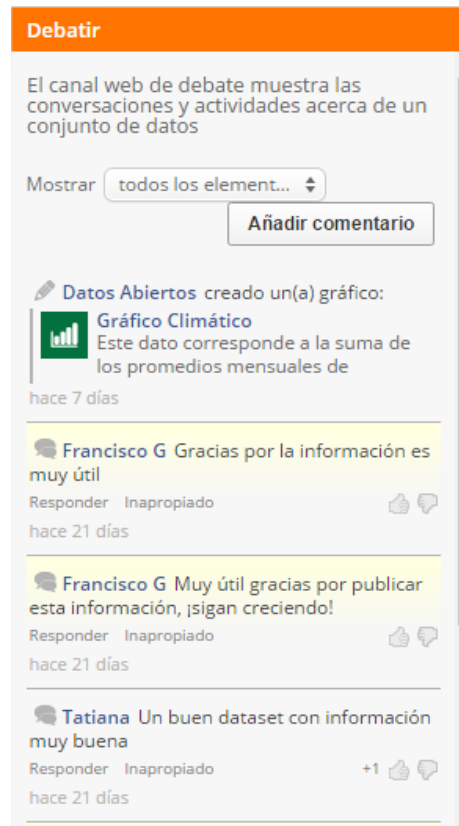 Debatir
El canal web de debate muestra las
conversaciones y actividades acerca de un
conjunto de datos
Mostrar todos los element...
Añadir comentario
Datos Abiertos creado un(a) gráfico:
Gráfico Climático
Este dato corresponde a la suma de
los promedios mensuales de
hace 7 días
Francisco G Gracias por la información es
muy útil
Responder Inapropiado
hace 21 días
Francisco G Muy útil gracias por publicar
esta información, ¡sigan creciendo!
Responder Inapropiado
hace 21 días
Tatiana Un buen dataset con información
muy buena
Responder Inapropiado +1
hace 21 días